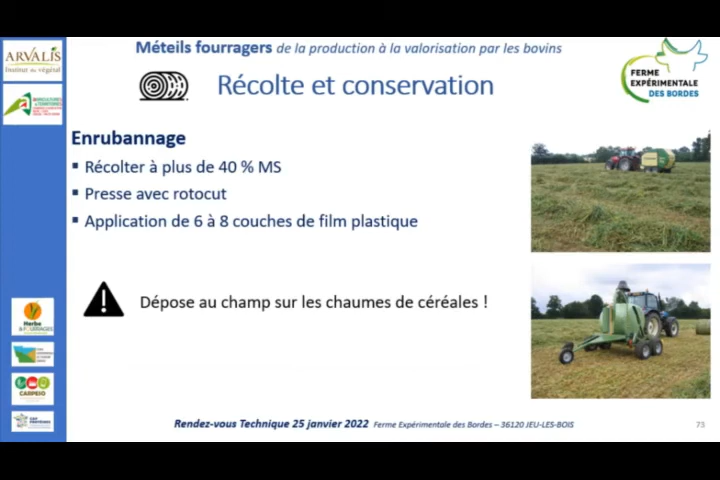 ARVALIS
Institut du végétal
Méteils fourragers de la production à la valorisation par les bovins
Récolte et conservation
FERME
EXPÉRIMENTALE
DES BORDES
Enrubannage
▪ Récolter à plus de 40 % MS
▪ Presse avec rotocut
▪ Application de 6 à 8 couches de film plastique
Dépose au champ sur les chaumes de céréales !
Herbe
& FOURRAGES
CARPESO
Rendez-vous Technique 25 janvier 2022 Ferme Expérimentale des Bordes – 36120 JEU-LES-BOIS
73